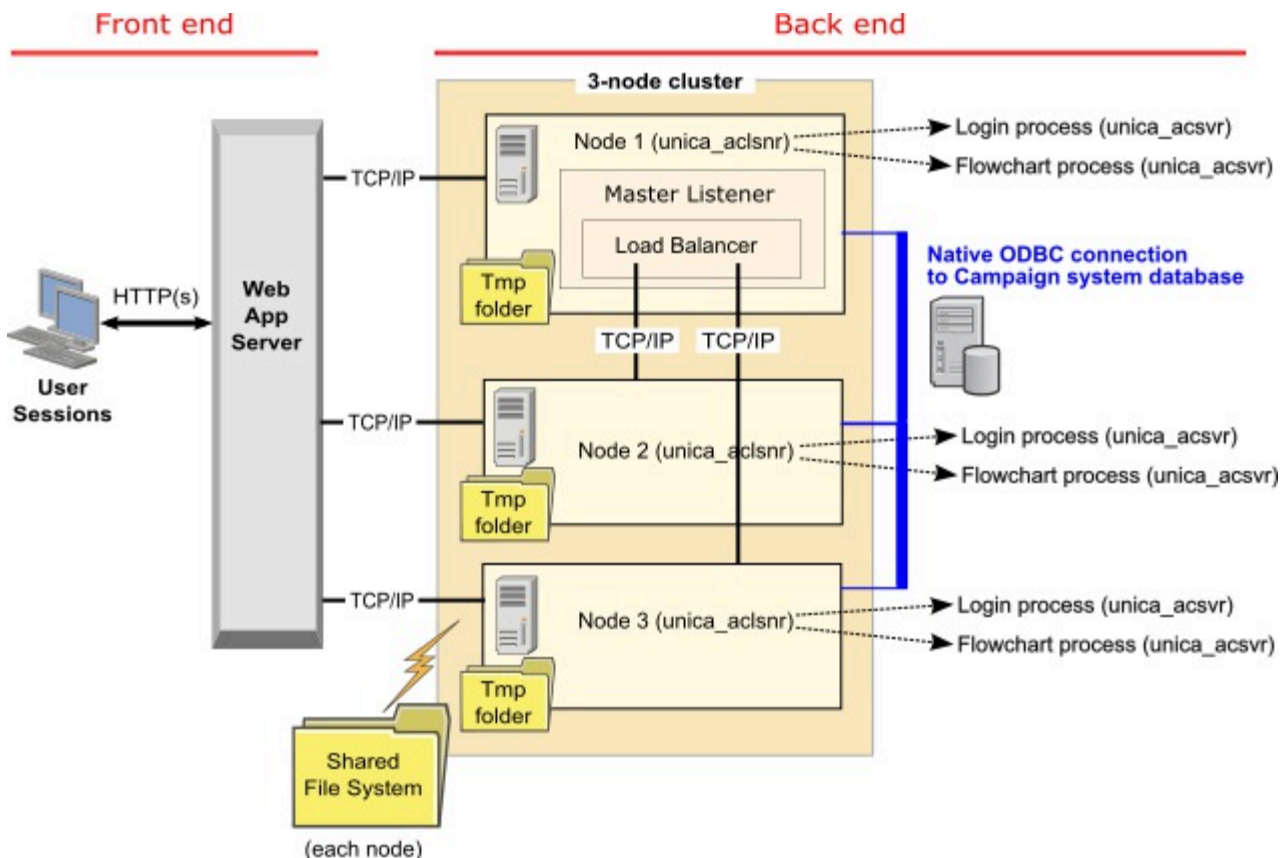 Front end
Back end
3-node cluster
Node 1 (unica_aclsnr)
Login process (unica_acsvr)
Flowchart process (unica_acsvr)
TCP/IP
Master Listener
Load Balancer
Tmp
folder
Native ODBC connection
to Campaign system database
HTTP(s)
Web
App
Server
User
Sessions
TCP/IP
TCP/IP
TCP/IP
Node 2 (unica_aclsnr)
Login process (unica_acsvr)
Flowchart process (unica_acsvr)
Tmp
folder
TCP/IP
Node 3 (unica_aclsnr)
Login process (unica_acsvr)
Flowchart process (unica_acsvr)
Tmp
folder
Shared
File System
(each node)